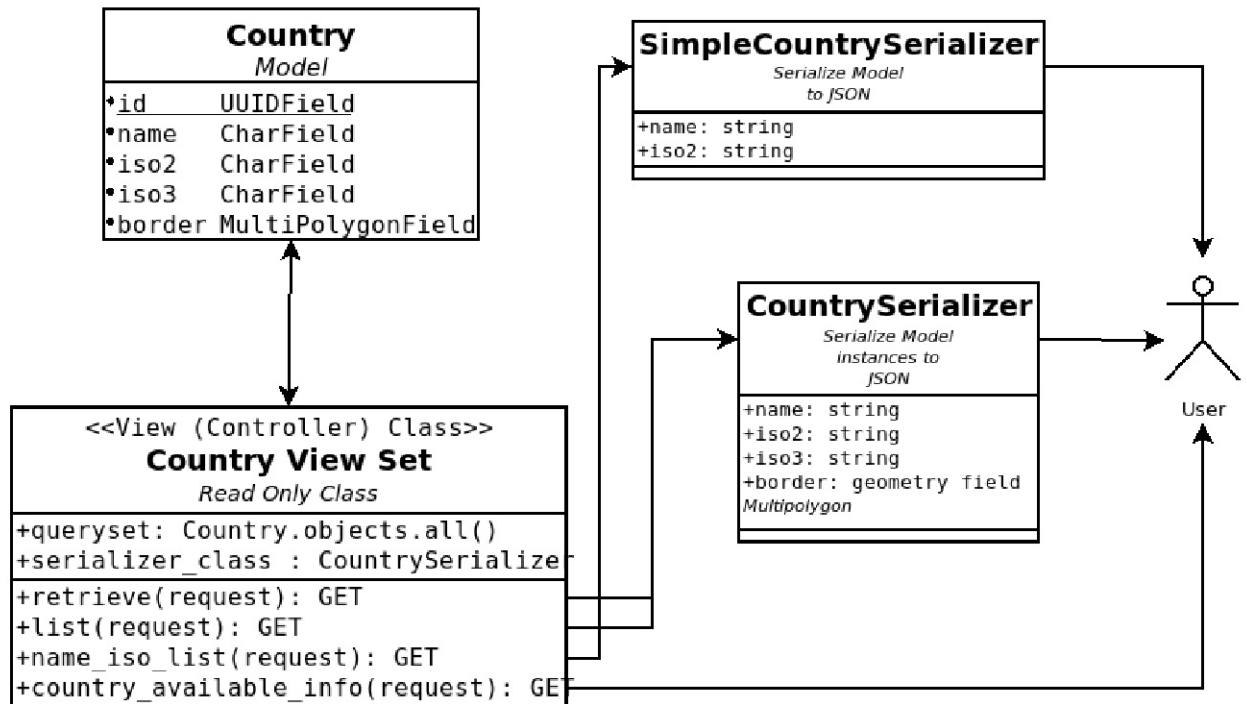 Country
Model
•id UUIDField
•name CharField
•iso2 CharField
•iso3 CharField
•border MultiPolygonField
SimpleCountrySerializer
Serialize Model
to JSON
+name: string
+iso2: string
CountrySerializer
Serialize Model
instances to
JSON
+name: string
+iso2: string
+iso3: string
+border: geometry field
Multipolygon
User
<<View (Controller) Class>>
Country View Set
Read Only Class
+queryset: Country.objects.all()
+serializer_class : CountrySerializer
+retrieve(request): GET
+list(request): GET
+name_iso_list(request): GET
+country_available_info(request): GET